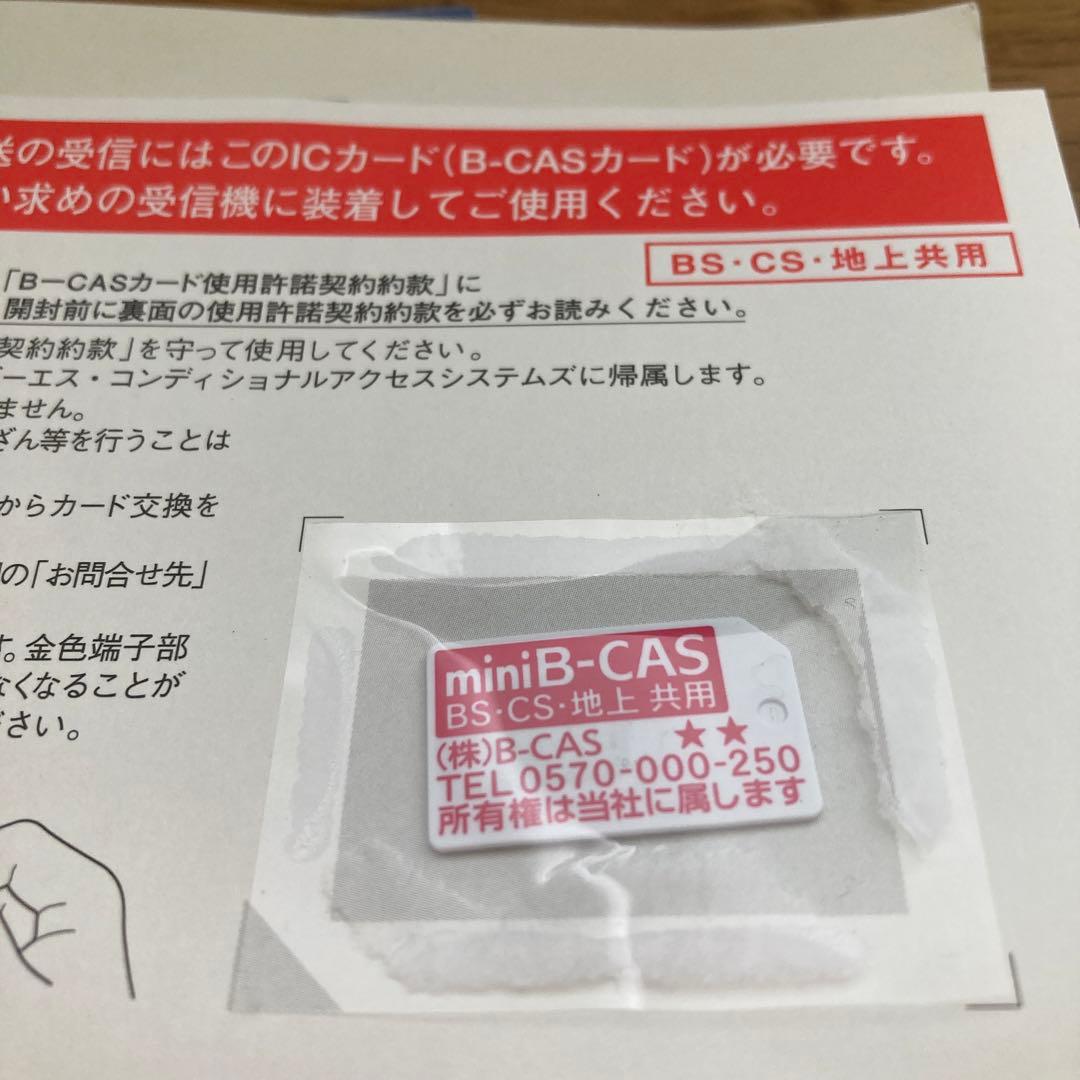 の受信にはこのICカード(B-CASカード)が必要です。
い求めの受信機に装着してご使用ください。
BS・CS・地上共用
「B－CASカード使用許諾契約約款」に
開封前に裏面の使用許諾契約約款を必ずお読みください。
契約約款」を守って使用してください。
ーエス・コンディショナルアクセスシステムズに帰属します。
ません。
ざん等を行うことは
からカード交換を
の「お問合せ先」
す。金色端子部
なくなることが
ださい。
miniB-CAS
BS・CS・地上 共用
(株)B-CAS ★★
TEL 0570-000-250
所有権は当社に属します